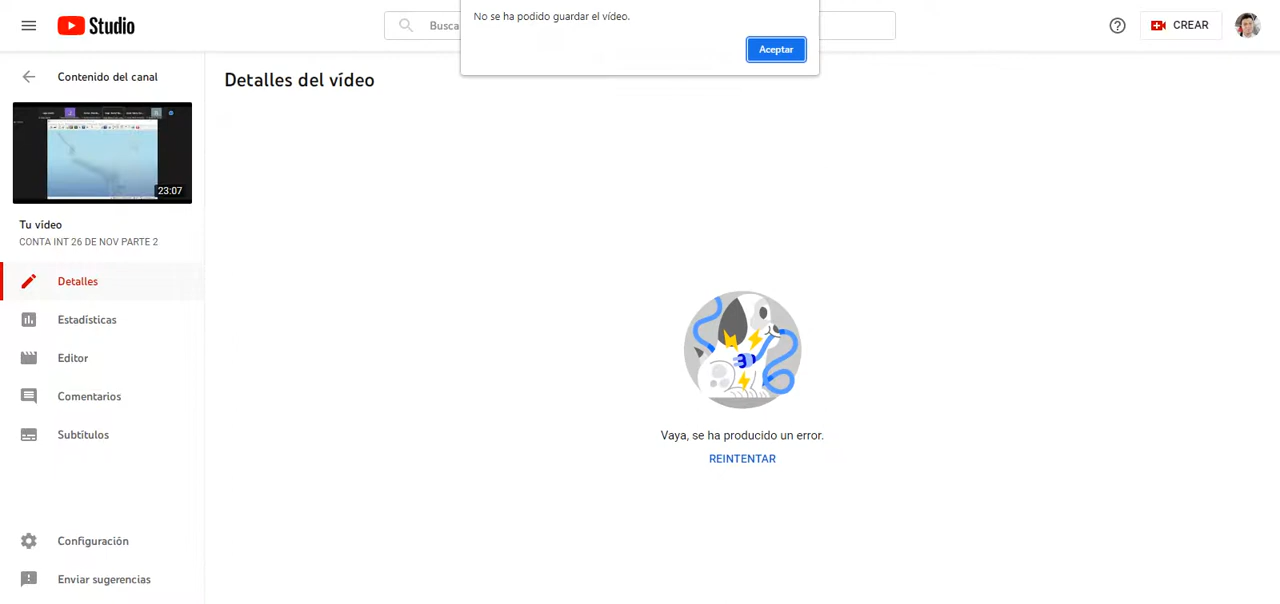 No se ha podido guardar el vídeo.
Aceptar
Studio
Busca
CREAR
Contenido del canal
Detalles del vídeo
23:07
Tu vídeo
CONTA INT 26 DE NOV PARTE 2
Detalles
Estadísticas
Editor
Comentarios
Subtítulos
Vaya, se ha producido un error.
REINTENTAR
Configuración
Enviar sugerencias